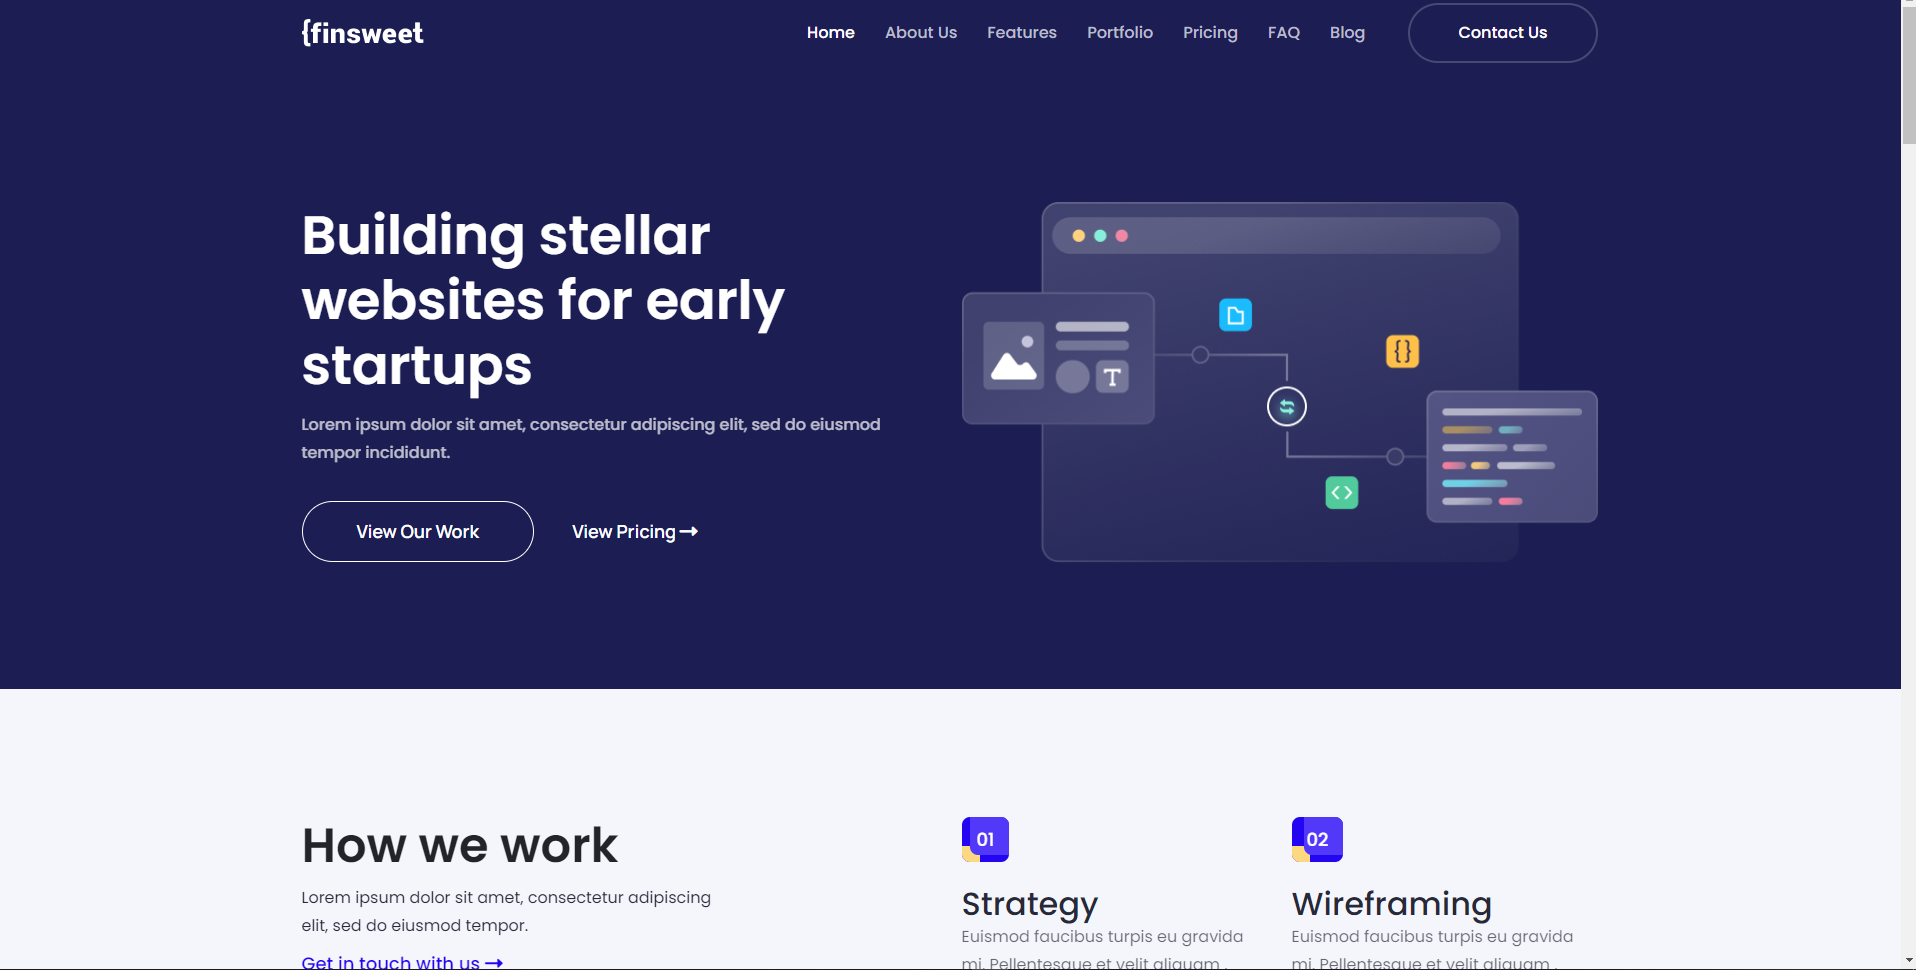 {finsweet
Home About Us Features Portfolio Pricing FAQ Blog Contact Us
Building stellar
websites for early
startups
Lorem ipsum dolor sit amet, consectetur adipiscing elit, sed do eiusmod
tempor incididunt.
View Our Work View Pricing
T
{}
<>
How we work
Lorem ipsum dolor sit amet, consectetur adipiscing
elit, sed do eiusmod tempor.
Get in touch with us
01
Strategy
Euismod faucibus turpis eu gravida
mi. Pellentesque et velit aliquam .
02
Wireframing
Euismod faucibus turpis eu gravida
mi. Pellentesque et velit aliquam .